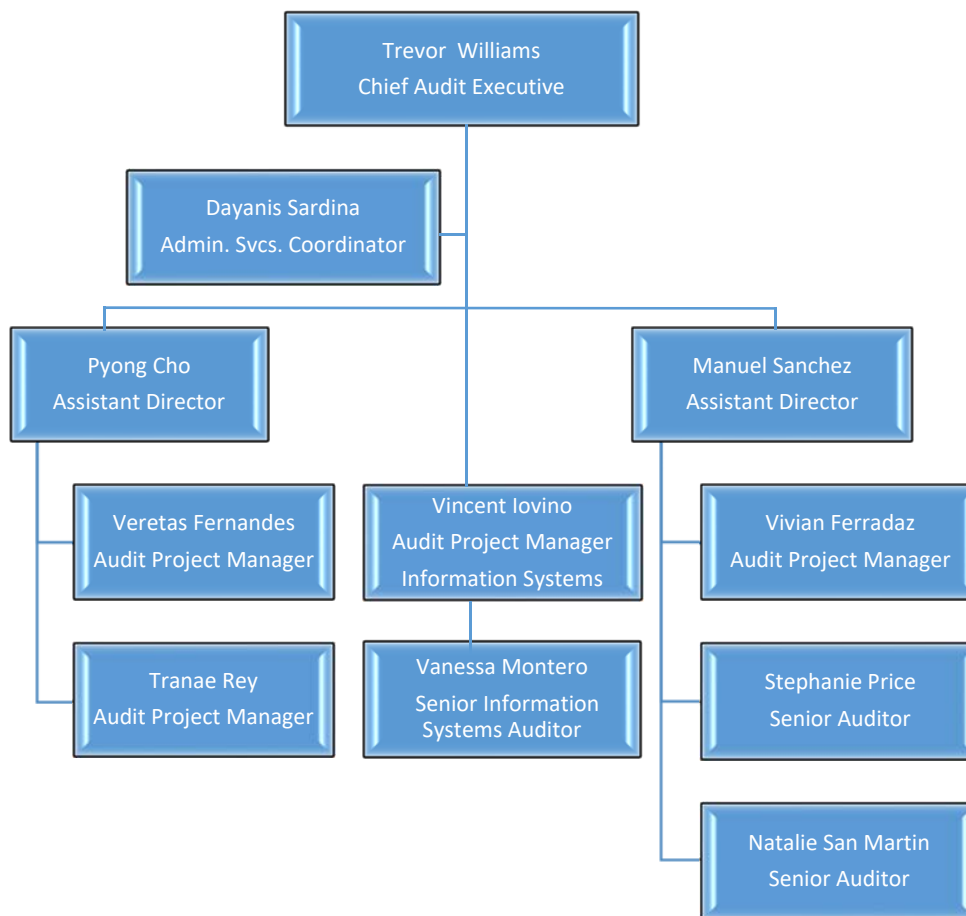 Trevor  Williams
Chief Audit Executive
Dayanis Sardina
Admin. Svcs. Coordinator
Pyong Cho
Assistant Director
Manuel Sanchez
Assistant Director
Veretas Fernandes
Audit Project Manager
Vincent Iovino
Audit Project Manager
Information Systems
Vivian Ferradaz
Audit Project Manager
Tranae Rey
Audit Project Manager
Vanessa Montero
Senior Information
Systems Auditor
Stephanie Price
Senior Auditor
Natalie San Martin
Senior Auditor